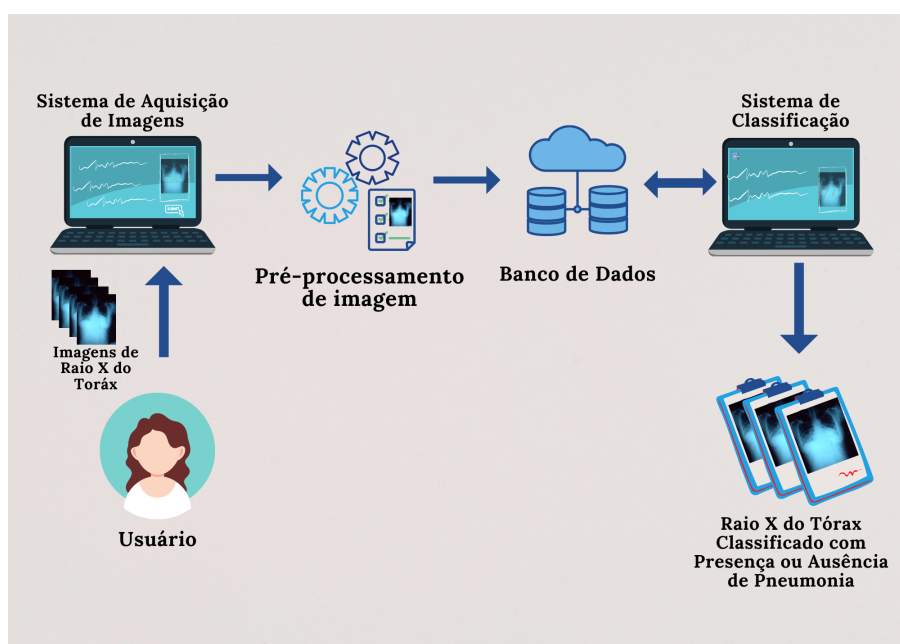 Sistema de Aquisição
de Imagens
Sistema de
Classificação
SUBMIT
Pré-processamento
de imagem
Banco de Dados
Imagens de
Raio X do
Toráx
Usuário
Raio X do Tórax
Classificado com
Presença ou Ausência
de Pneumonia